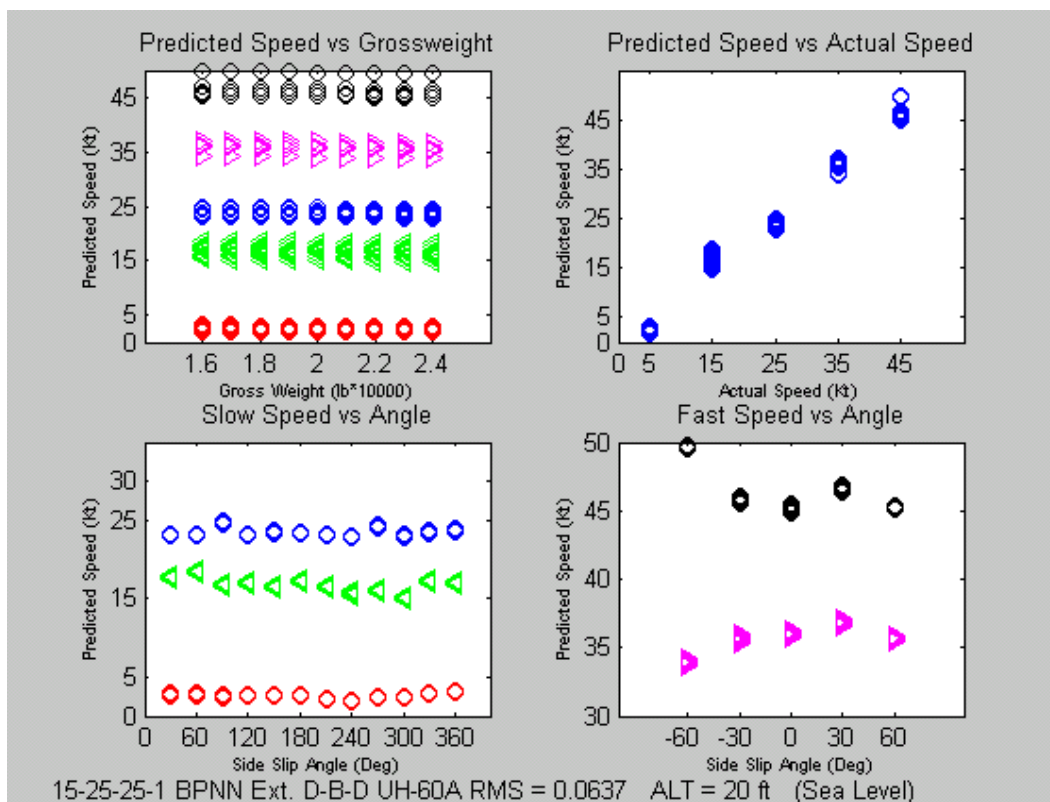 Predicted Speed vs Grossweight
Predicted Speed (Kt)
45
35
25
15
5
0
1.6 1.8 2 2.2 2.4
Gross Weight (lb*10000)
Predicted Speed vs Actual Speed
Predicted Speed (Kt)
45
35
25
15
5
0
0 5 15 25 35 45
Actual Speed (Kt)
Slow Speed vs Angle
Predicted Speed (Kt)
30
25
15
5
0
0 60 120 180 240 300 360
Side Slip Angle (Deg)
Fast Speed vs Angle
Predicted Speed (Kt)
50
45
40
35
30
-60 -30 0 30 60
Side Slip Angle (Deg)
15-25-25-1 BPNN Ext. D-B-D UH-60A RMS = 0.0637 ALT = 20 ft (Sea Level)